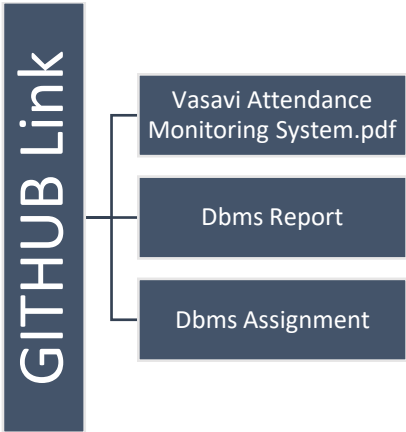 GITHUB Link
Vasavi Attendance
Monitoring System.pdf
Dbms Report
Dbms Assignment